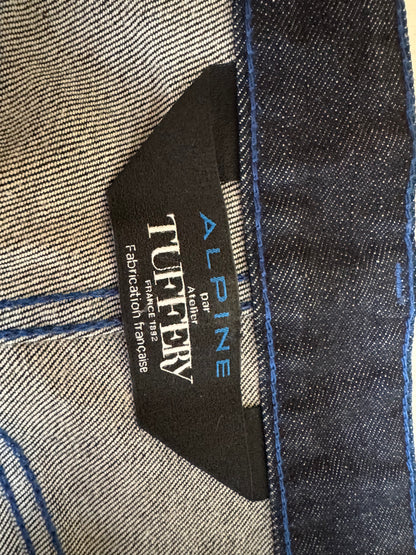 ALPINE
par
Atelier
TUFFERY
FRANCE 1892
Fabrication française